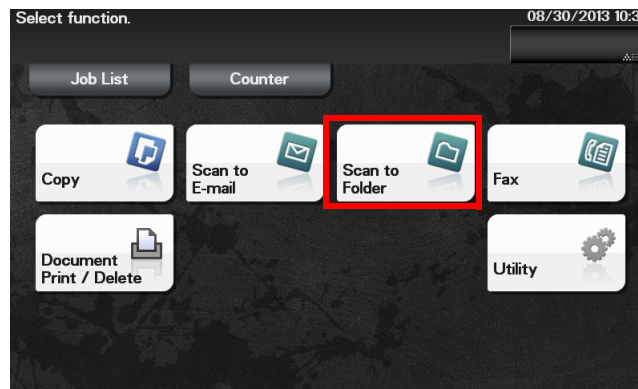 Select function.
08/30/2013 10:3
Job List
Counter
Copy
Scan to
E-mail
Scan to
Folder
Fax
Document
Print / Delete
Utility